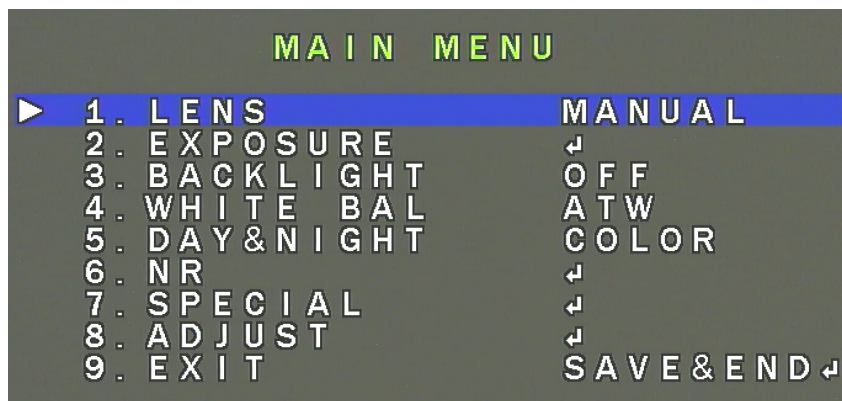 MAIN MENU
1. LENS MANUAL
2. EXPOSURE ↲
3. BACKLIGHT OFF
4. WHITE BAL ATW
5. DAY&NIGHT COLOR
6. NR ↲
7. SPECIAL ↲
8. ADJUST ↲
9. EXIT SAVE&END↲